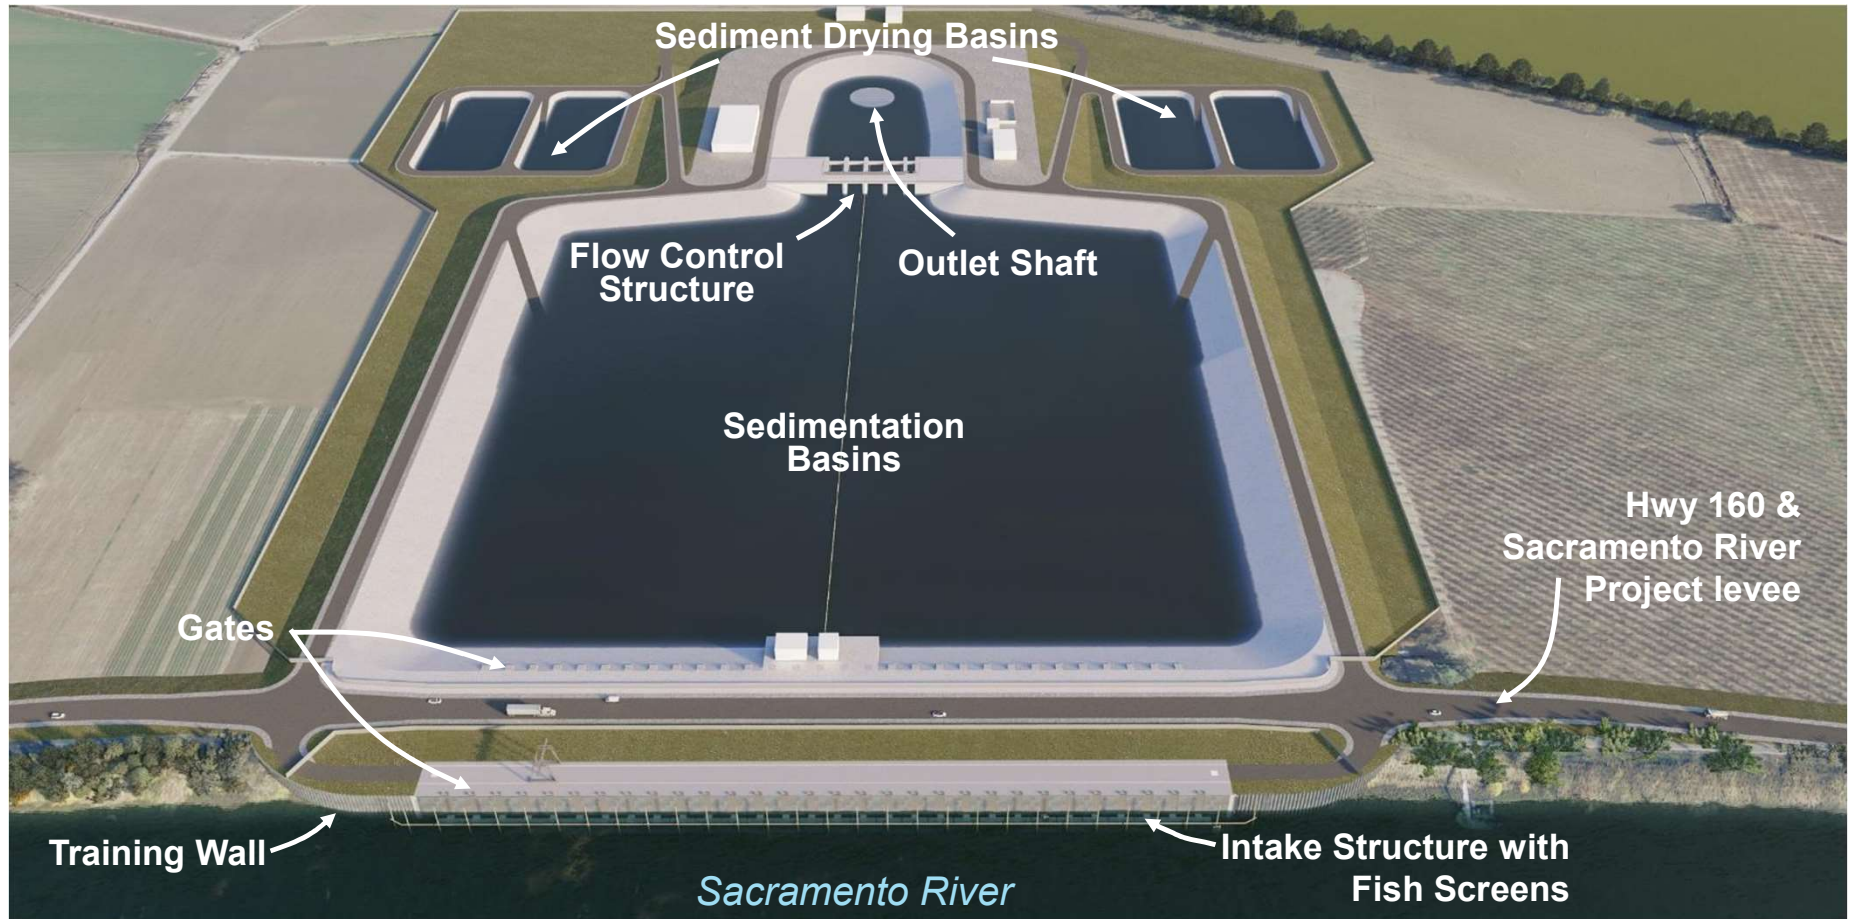 Sediment Drying Basins
Flow Control
Structure
Outlet Shaft
Sedimentation
Basins
Hwy 160 &
Sacramento River
Project levee
Gates
Training Wall
Intake Structure with
Fish Screens
Sacramento River